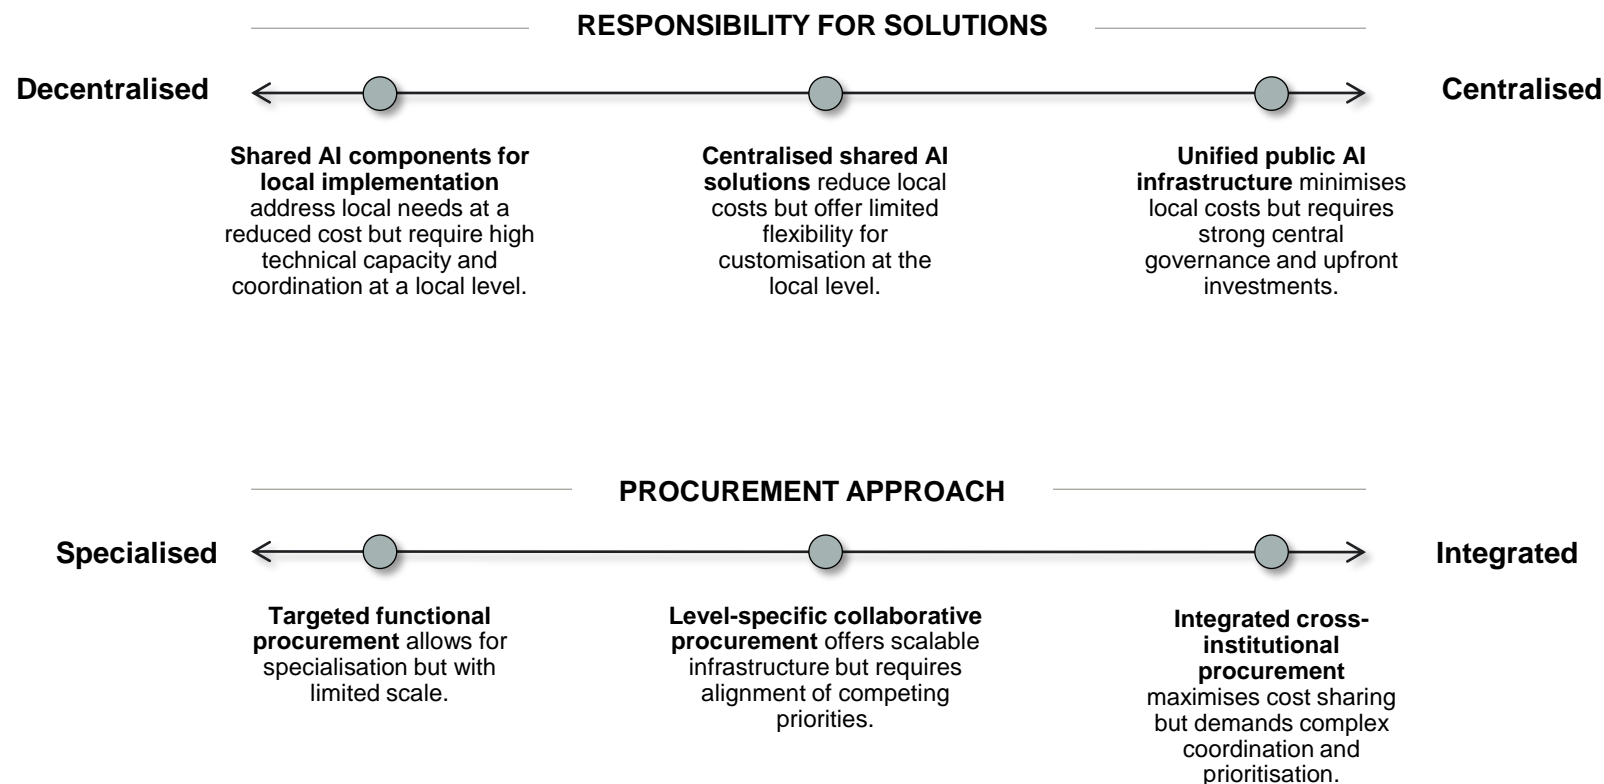 RESPONSIBILITY FOR SOLUTIONS
Decentralised
Centralised
Shared AI components for
local implementation
address local needs at a
reduced cost but require high
technical capacity and
coordination at a local level.
Centralised shared AI
solutions reduce local
costs but offer limited
flexibility for
customisation at the
local level.
Unified public AI
infrastructure minimises
local costs but requires
strong central
governance and upfront
investments.
PROCUREMENT APPROACH
Specialised
Integrated
Targeted functional
procurement allows for
specialisation but with
limited scale.
Level-specific collaborative
procurement offers scalable
infrastructure but requires
alignment of competing
priorities.
Integrated cross-
institutional
procurement
maximises cost sharing
but demands complex
coordination and
prioritisation.